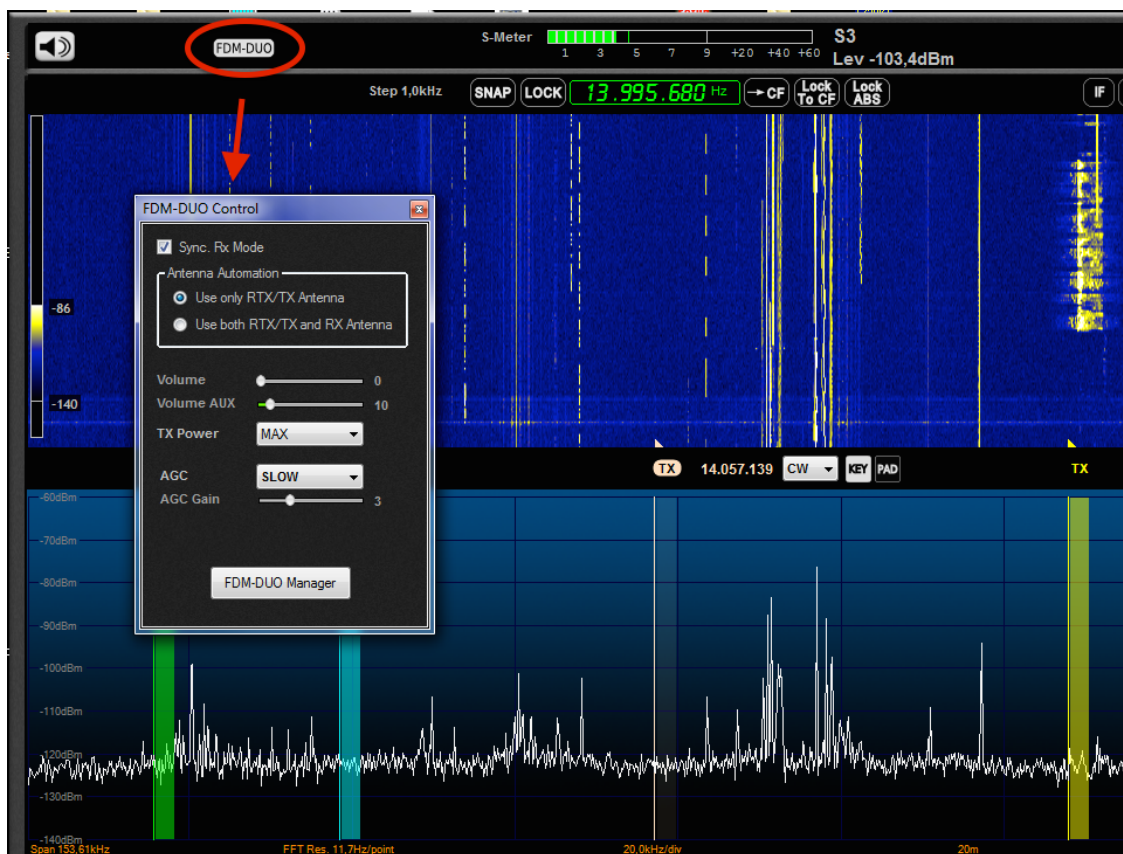 FDM-DUO
S-Meter
1 3 5 7 9 +20 +40 +60
S3
Lev -103,4dBm
Step 1,0kHz
SNAP LOCK 13.995.680 Hz →CF Lock To CF Lock ABS IF
-86
-140
FDM-DUO Control
Sync. Rx Mode
Antenna Automation
Use only RTX/TX Antenna
Use both RTX/TX and RX Antenna
Volume 0
Volume AUX 10
TX Power MAX
AGC SLOW
AGC Gain 3
FDM-DUO Manager
TX 14.057.139 CW KEY PAD TX
-60dBm
-70dBm
-80dBm
-90dBm
-100dBm
-110dBm
-120dBm
-130dBm
-140dBm
Span 153,61kHz FFT Res. 11,7Hz/point 20,0kHz/div 20m